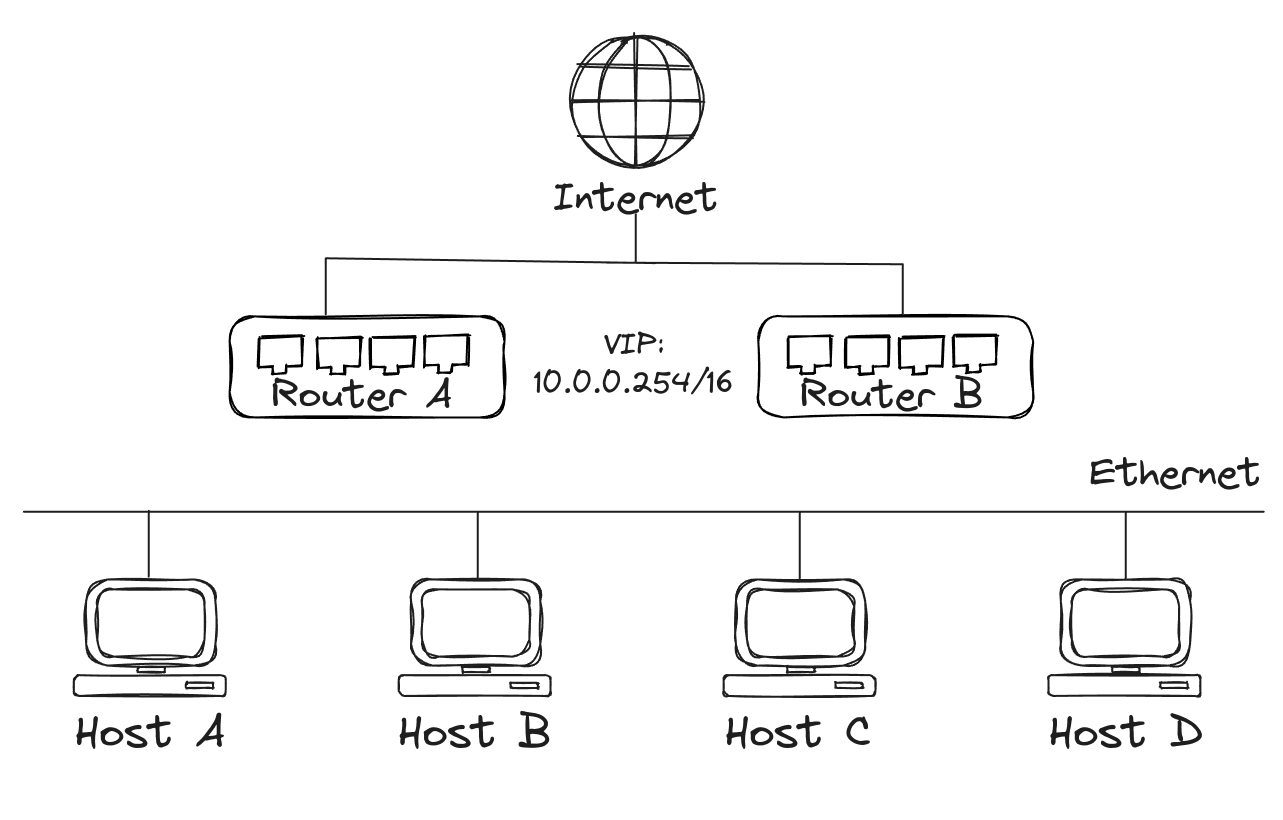 Internet
VIP:
10.0.0.254/16
Router A
Router B
Ethernet
Host A
Host B
Host C
Host D